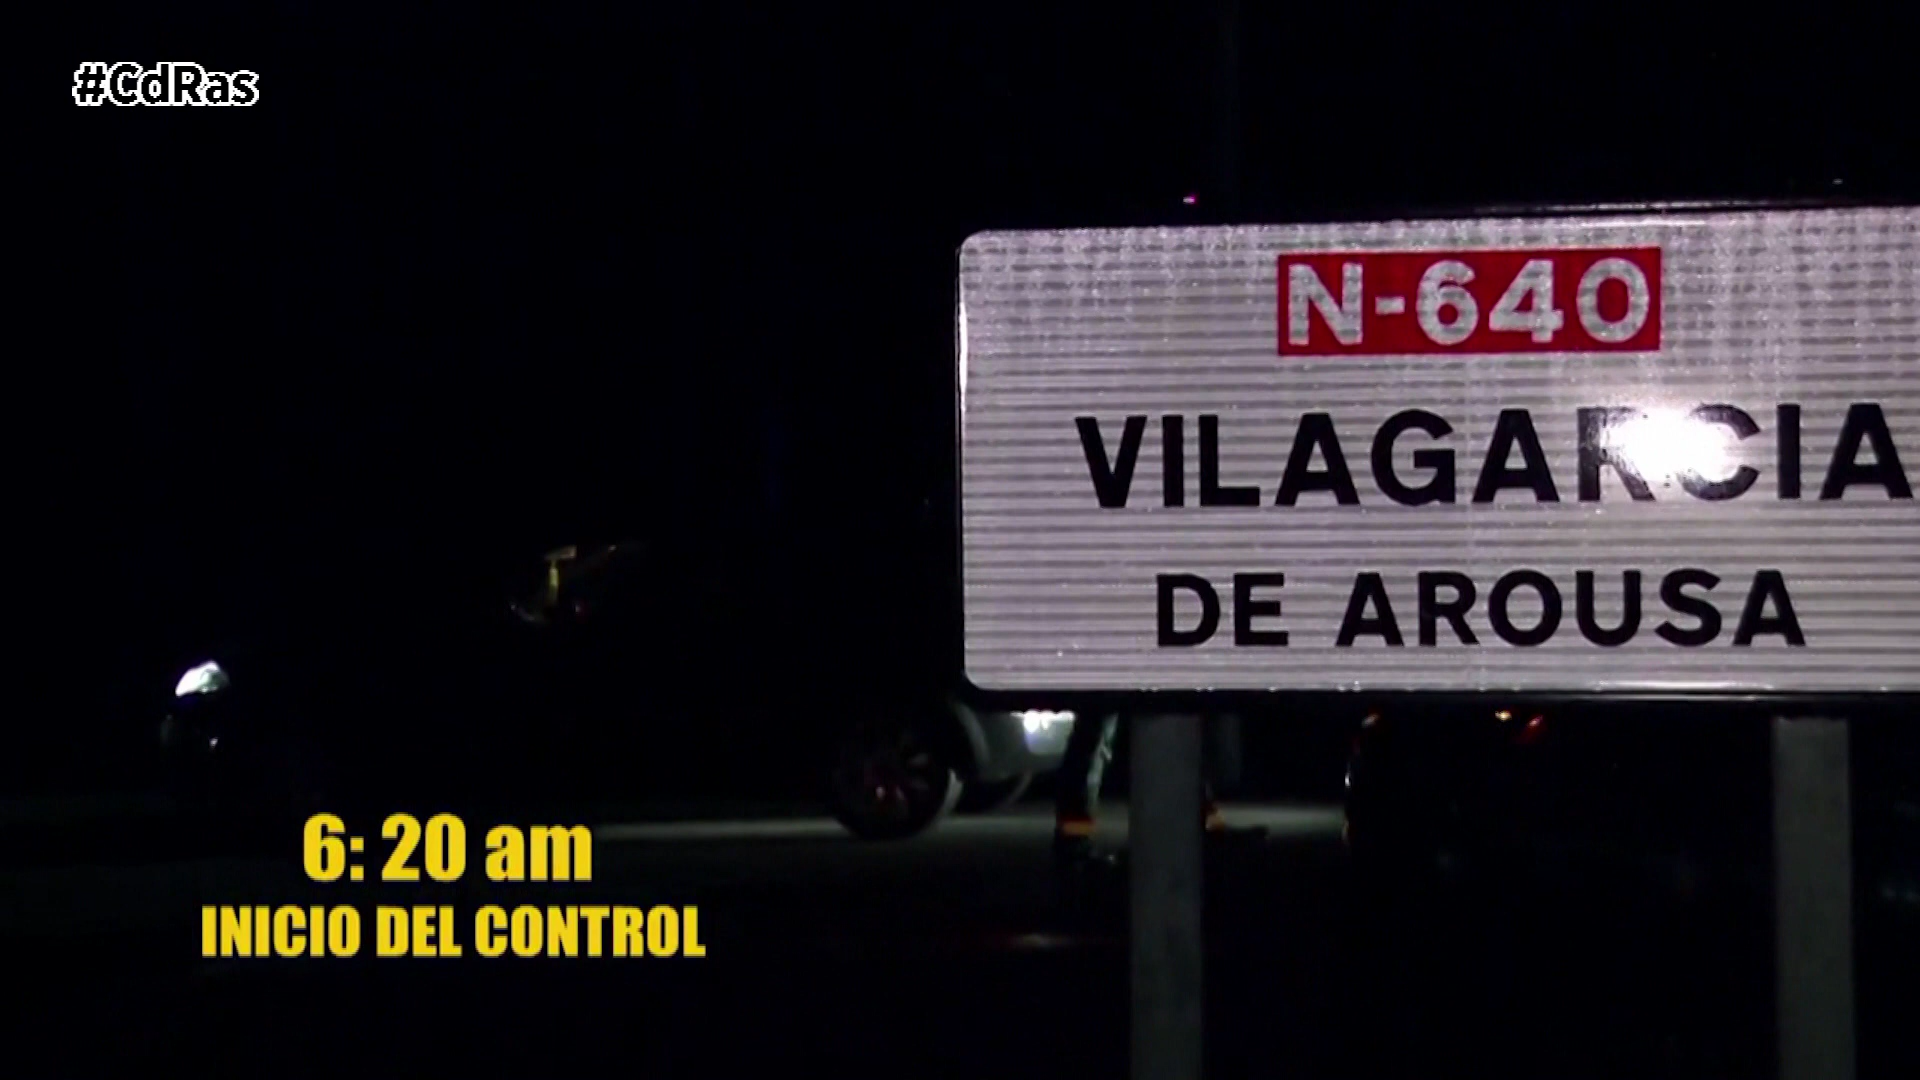 #CdRas
N-640
VILAGARCIA
DE AROUSA
6: 20 am
INICIO DEL CONTROL